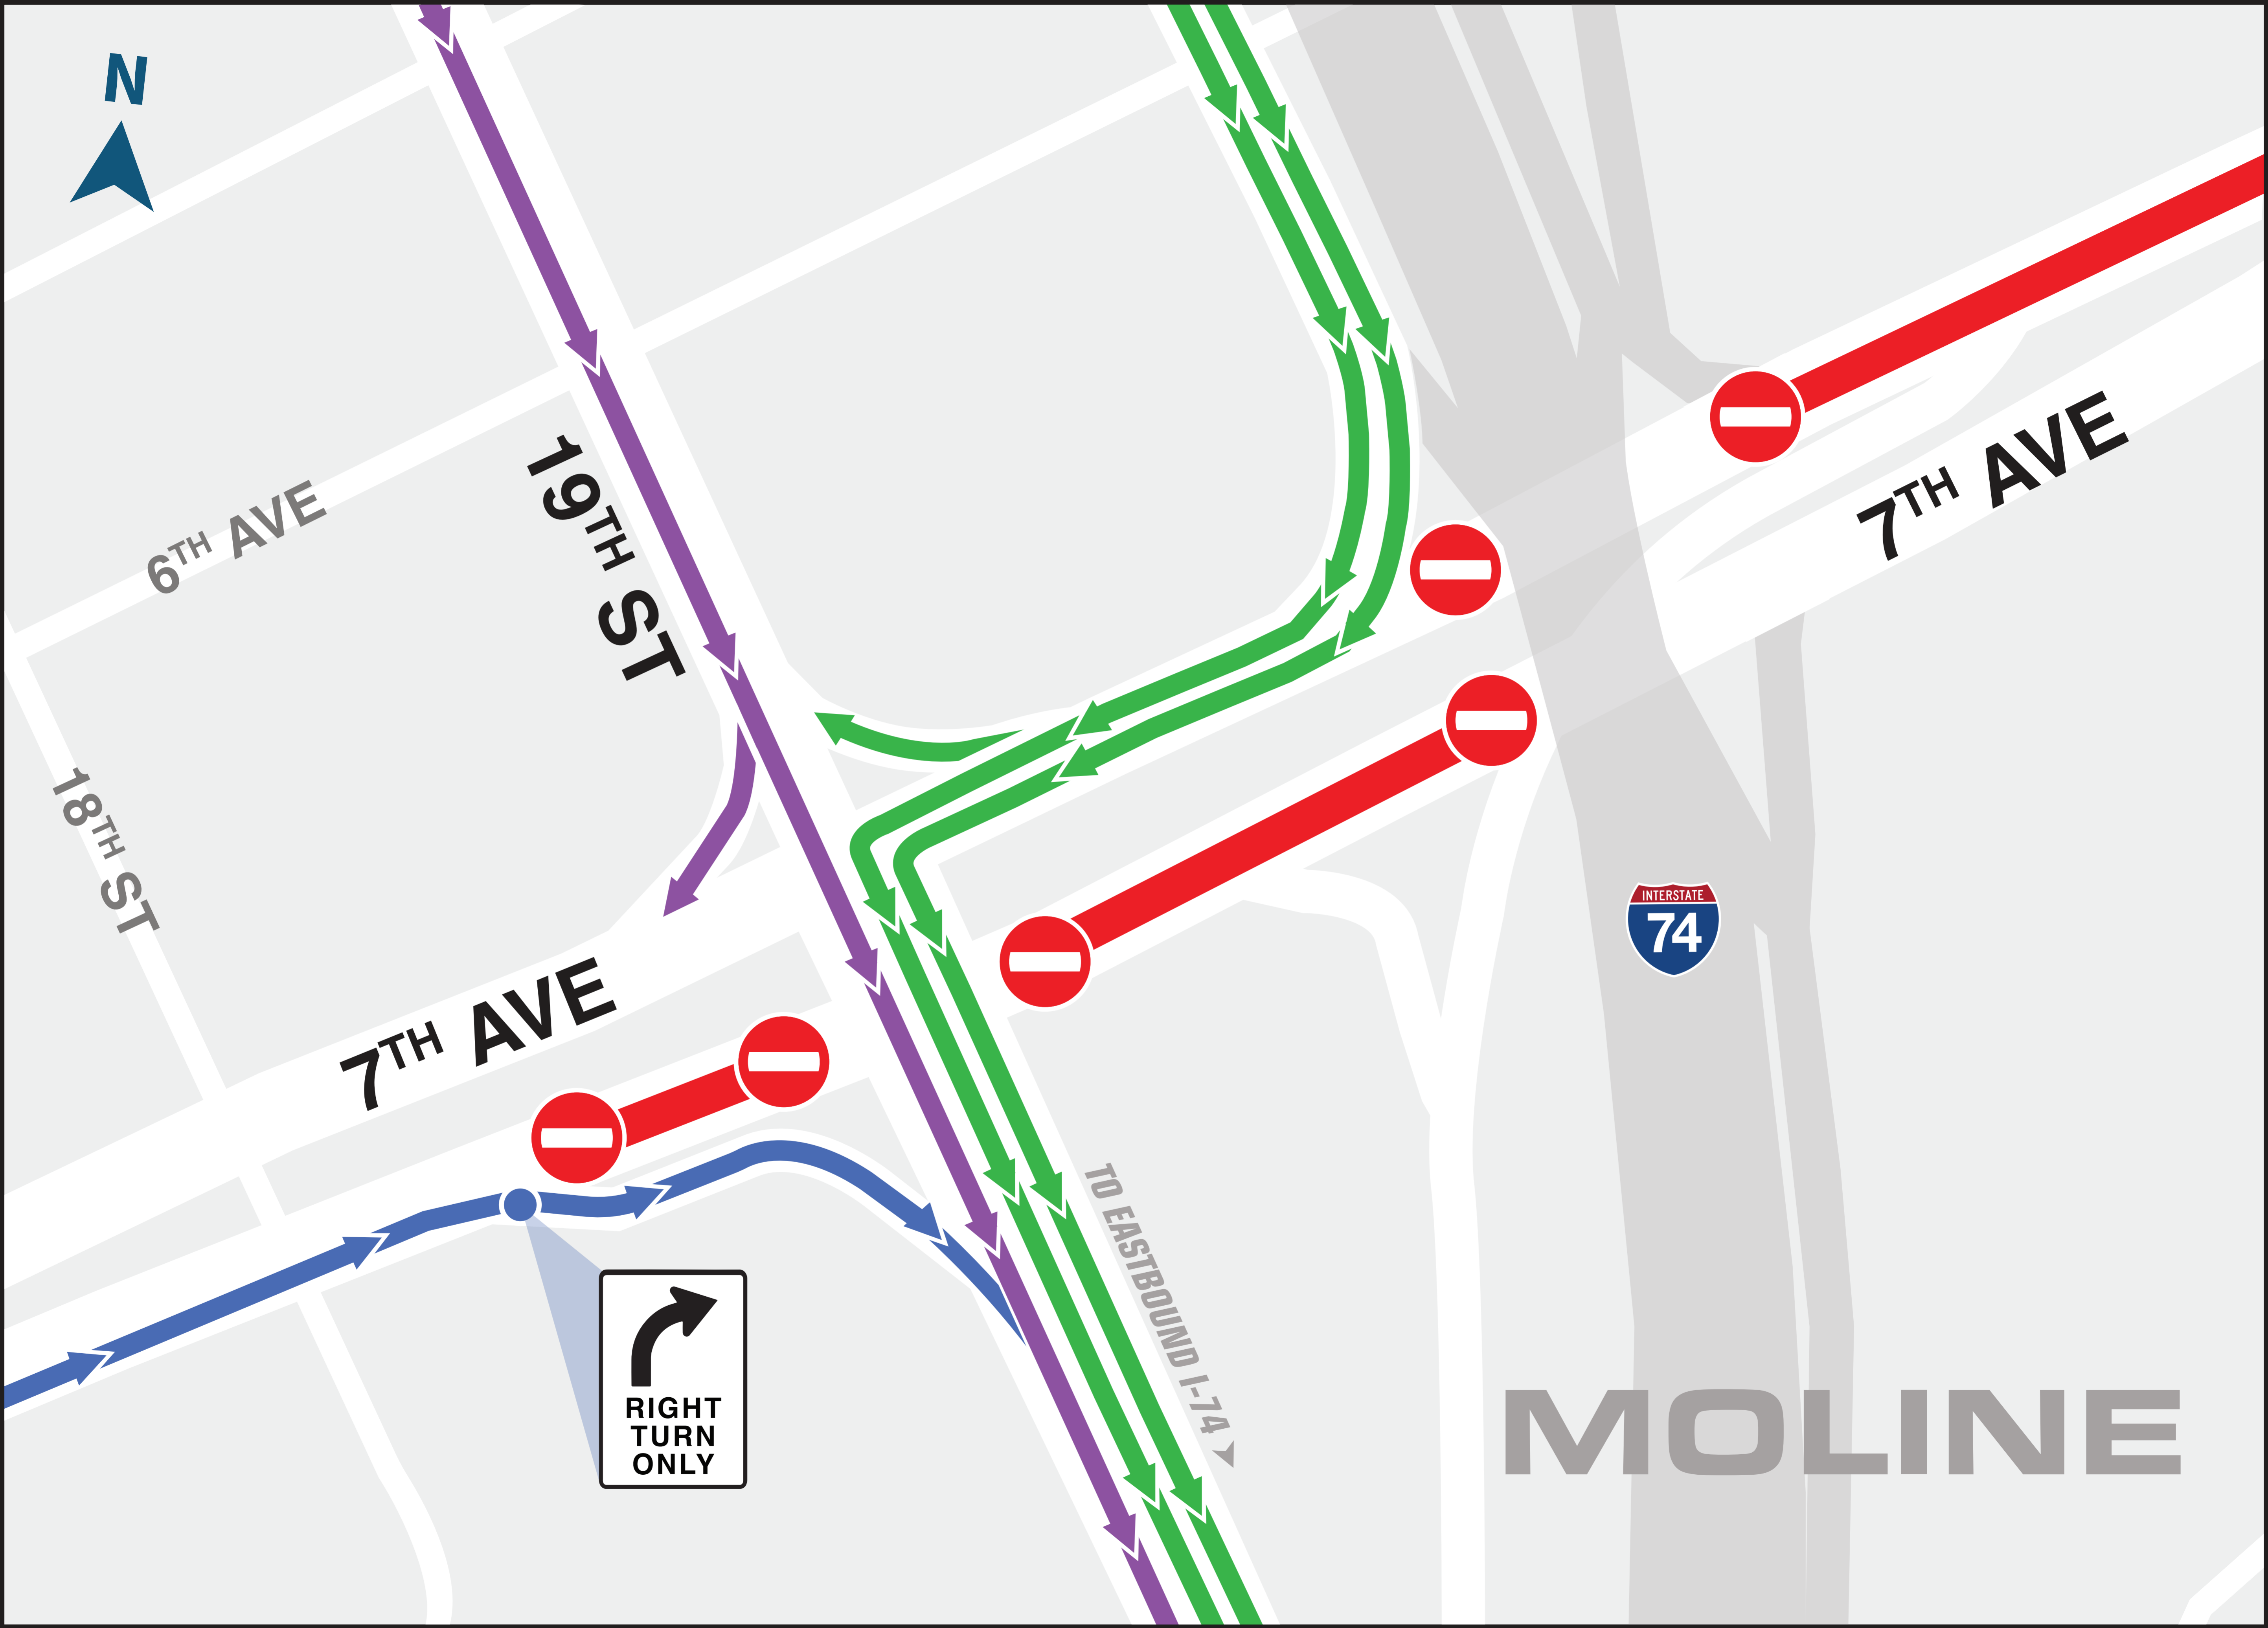 N
6TH AVE
19TH ST
7TH AVE
18TH ST
INTERSTATE
74
7TH AVE
TO EASTBOUND I-74
RIGHT
TURN
ONLY
MOLINE